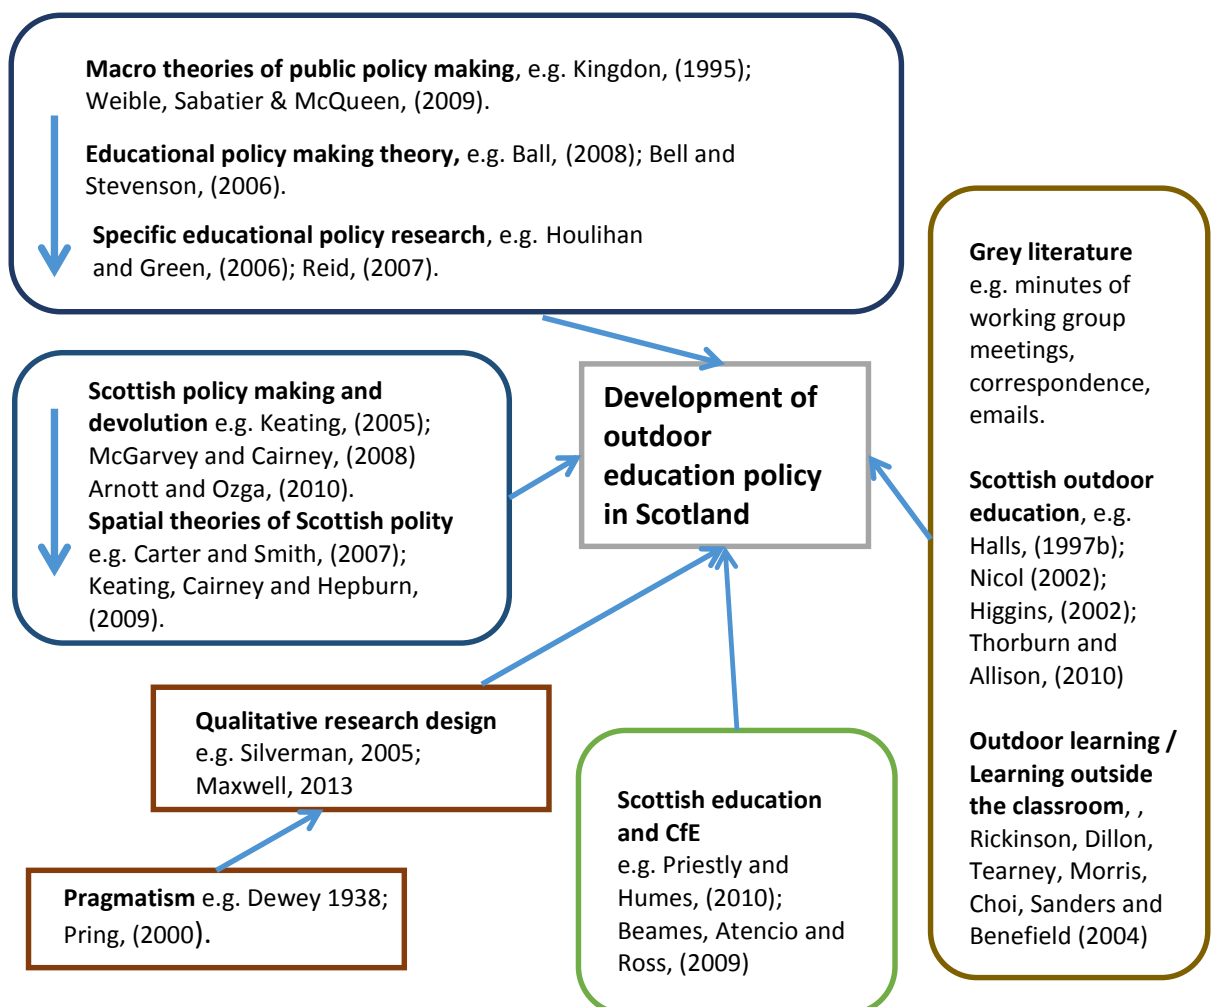 Macro theories of public policy making, e.g. Kingdon, (1995);
Weible, Sabatier & McQueen, (2009).
Educational policy making theory, e.g. Ball, (2008); Bell and
Stevenson, (2006).
Specific educational policy research, e.g. Houlihan
and Green, (2006); Reid, (2007).
Scottish policy making and
devolution e.g. Keating, (2005);
McGarvey and Cairney, (2008)
Arnott and Ozga, (2010).
Spatial theories of Scottish polity
e.g. Carter and Smith, (2007);
Keating, Cairney and Hepburn,
(2009).
Development of
outdoor
education policy
in Scotland
Grey literature
e.g. minutes of
working group
meetings,
correspondence,
emails.
Scottish outdoor
education, e.g.
Halls, (1997b);
Nicol (2002);
Higgins, (2002);
Thorburn and
Allison, (2010)
Outdoor learning /
Learning outside
the classroom, ,
Rickinson, Dillon,
Tearney, Morris,
Choi, Sanders and
Benefield (2004)
Qualitative research design
e.g. Silverman, 2005;
Maxwell, 2013
Pragmatism e.g. Dewey 1938;
Pring, (2000).
Scottish education
and CfE
e.g. Priestly and
Humes, (2010);
Beames, Atencio and
Ross, (2009)